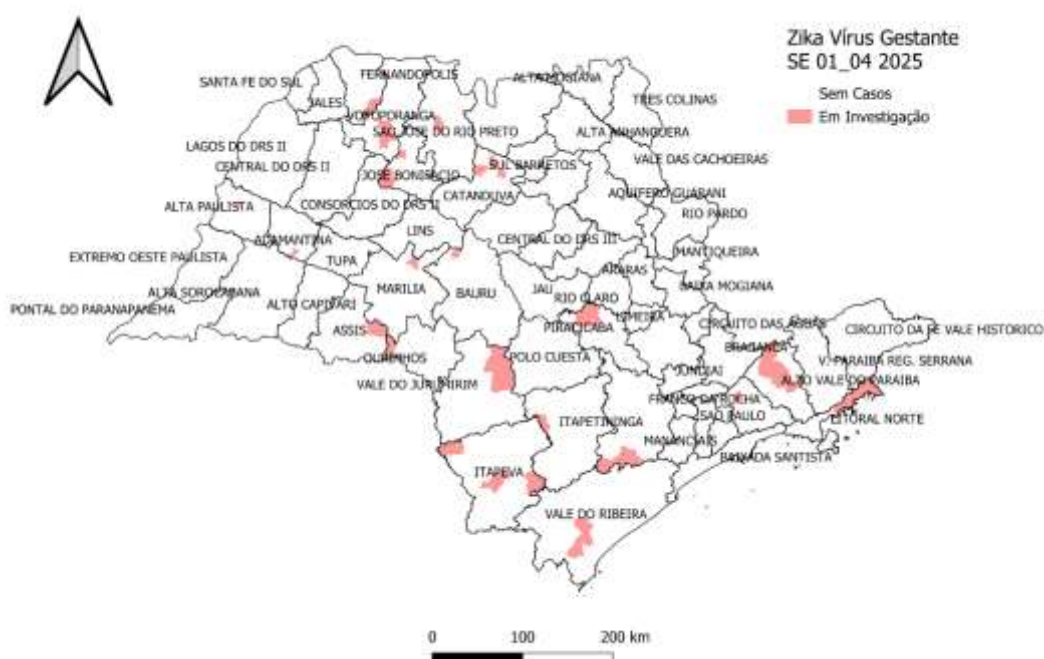 Zika Vírus Gestante
SE 01_04 2025
Sem Casos
Em Investigação
FERNANDOPOLIS
SANTA FE DO SUL
ALTA MOGIANA
JALES
TRES COLINAS
VOTUPORANGA
SAO JOSE DO RIO PRETO
ALTA ANHANGUERA
LAGOS DO DRS II
CENTRAL DO DRS II
SUL BARRETOS
VALE DAS CACHOEIRAS
JOSE BONIFACIO
CATANDUVA
AQUIFERO GUARANI
ALTA PAULISTA
CONSORCIOS DO DRS II
RIO PARDO
LINS
ADAMANTINA
CENTRAL DO DRS III
MANTIQUEIRA
EXTREMO OESTE PAULISTA
TUPA
ARARAS
ALTA SOROCABANA
MARILIA
BAURU
JAU
BAIXA MOGIANA
PONTAL DO PARANAPANEMA
ALTO CAPIVARI
RIO CLARO
ASSIS
PIRACICABA
LIMEIRA
CIRCUITO DAS AGUAS
CIRCUITO DA FE VALE HISTORICO
OURINHOS
POLO CUESTA
BRAGANCA
V. PARAIBA REG. SERRANA
VALE DO JURUMIRIM
JUNDIAI
ALTO VALE DO PARAIBA
FRANCO DA ROCHA
SAO PAULO
LITORAL NORTE
ITAPETININGA
MANANCIAIS
BAIXADA SANTISTA
ITAPEVA
VALE DO RIBEIRA
0 100 200 km